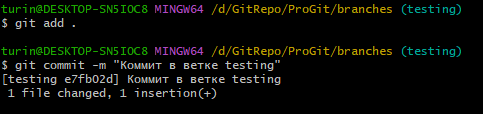 turin@DESKTOP-SN5IOC8 MINGW64 /d/GitRepo/ProGit/branches (testing)
$ git add .
turin@DESKTOP-SN5IOC8 MINGW64 /d/GitRepo/ProGit/branches (testing)
$ git commit -m "Коммит в ветке testing"
[testing e7fb02d] Коммит в ветке testing
 1 file changed, 1 insertion(+)